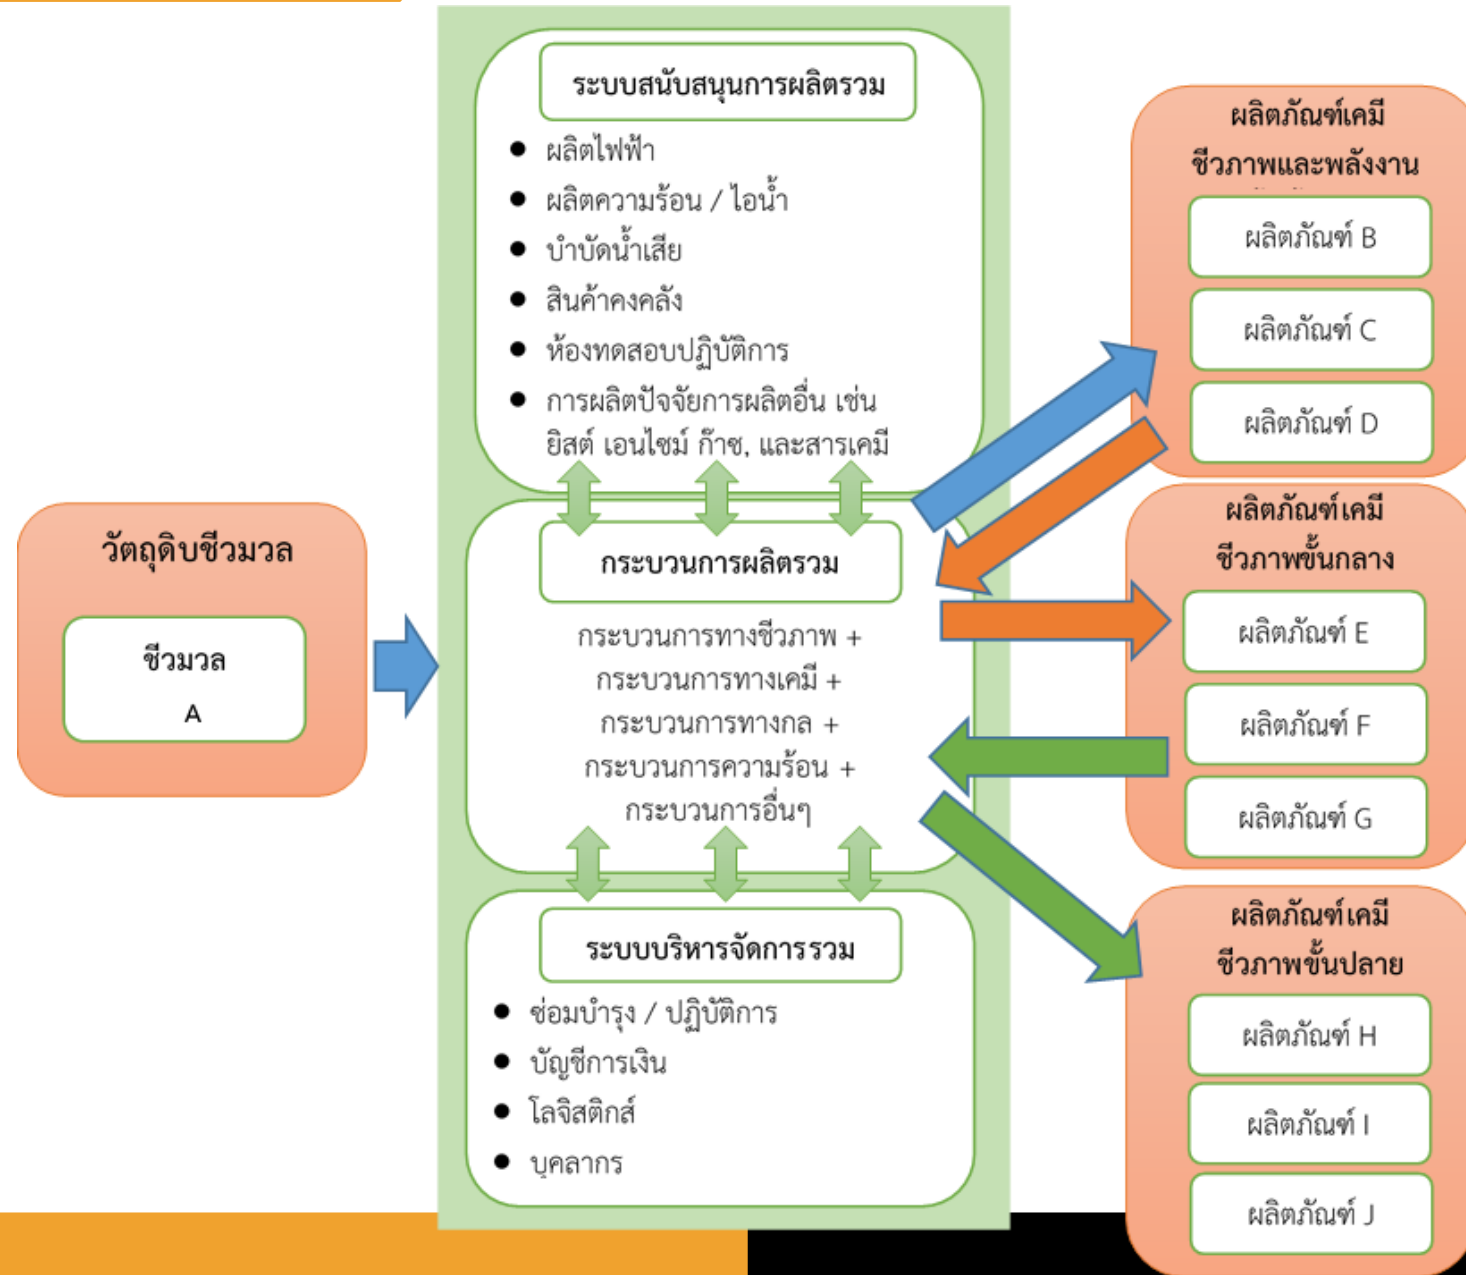 ระบบสนับสนุนการผลิตรวม
ผลิตไฟฟ้า
ผลิตความร้อน / ไอน้ำ
บำบัดน้ำเสีย
สินค้าคงคลัง
ห้องทดสอบปฏิบัติการ
การผลิตปัจจัยการผลิตอื่น เช่น
ยิสต์ เอนไซม์ ก๊าซ, และสารเคมี
วัตถุดิบชีวมวล
ชีวมวล
A
กระบวนการผลิตรวม
กระบวนการทางชีวภาพ +
กระบวนการทางเคมี +
กระบวนการทางกล +
กระบวนการความร้อน +
กระบวนการอื่นๆ
ระบบบริหารจัดการรวม
ซ่อมบำรุง / ปฏิบัติการ
บัญชีการเงิน
โลจิสติกส์
บุคลากร
ผลิตภัณฑ์เคมี
ชีวภาพและพลังงาน
ผลิตภัณฑ์ B
ผลิตภัณฑ์ C
ผลิตภัณฑ์ D
ผลิตภัณฑ์เคมี
ชีวภาพขั้นกลาง
ผลิตภัณฑ์ E
ผลิตภัณฑ์ F
ผลิตภัณฑ์ G
ผลิตภัณฑ์เคมี
ชีวภาพขั้นปลาย
ผลิตภัณฑ์ H
ผลิตภัณฑ์ I
ผลิตภัณฑ์ J